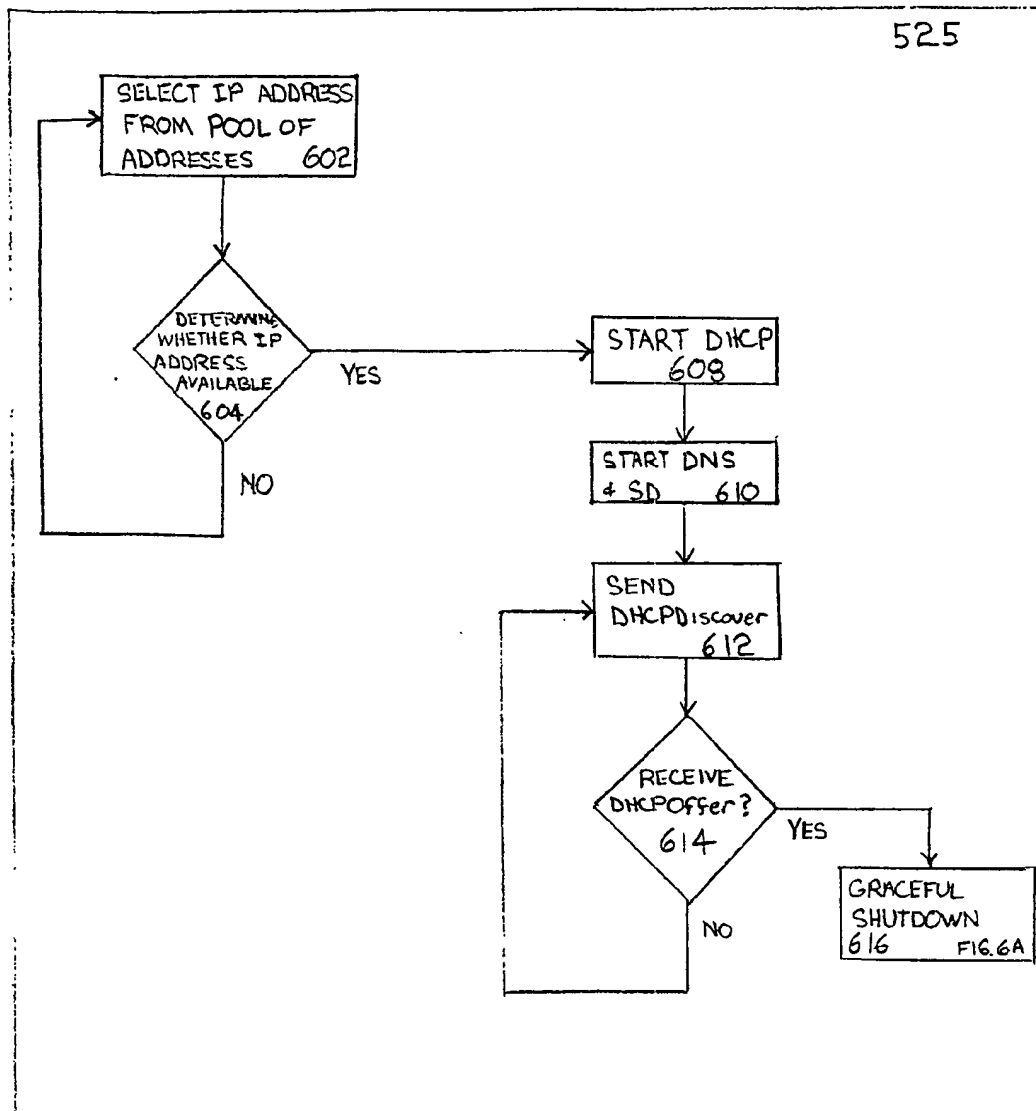 525
SELECT IP ADDRESS
FROM POOL OF
ADDRESSES 602
DETERMINE
WHETHER IP
ADDRESS
AVAILABLE
604
YES
NO
START DHCP
608
START DNS
& SD 610
SEND
DHCPDiscover
612
RECEIVE
DHCPOffer?
614
YES
NO
GRACEFUL
SHUTDOWN
616 FIG.6A